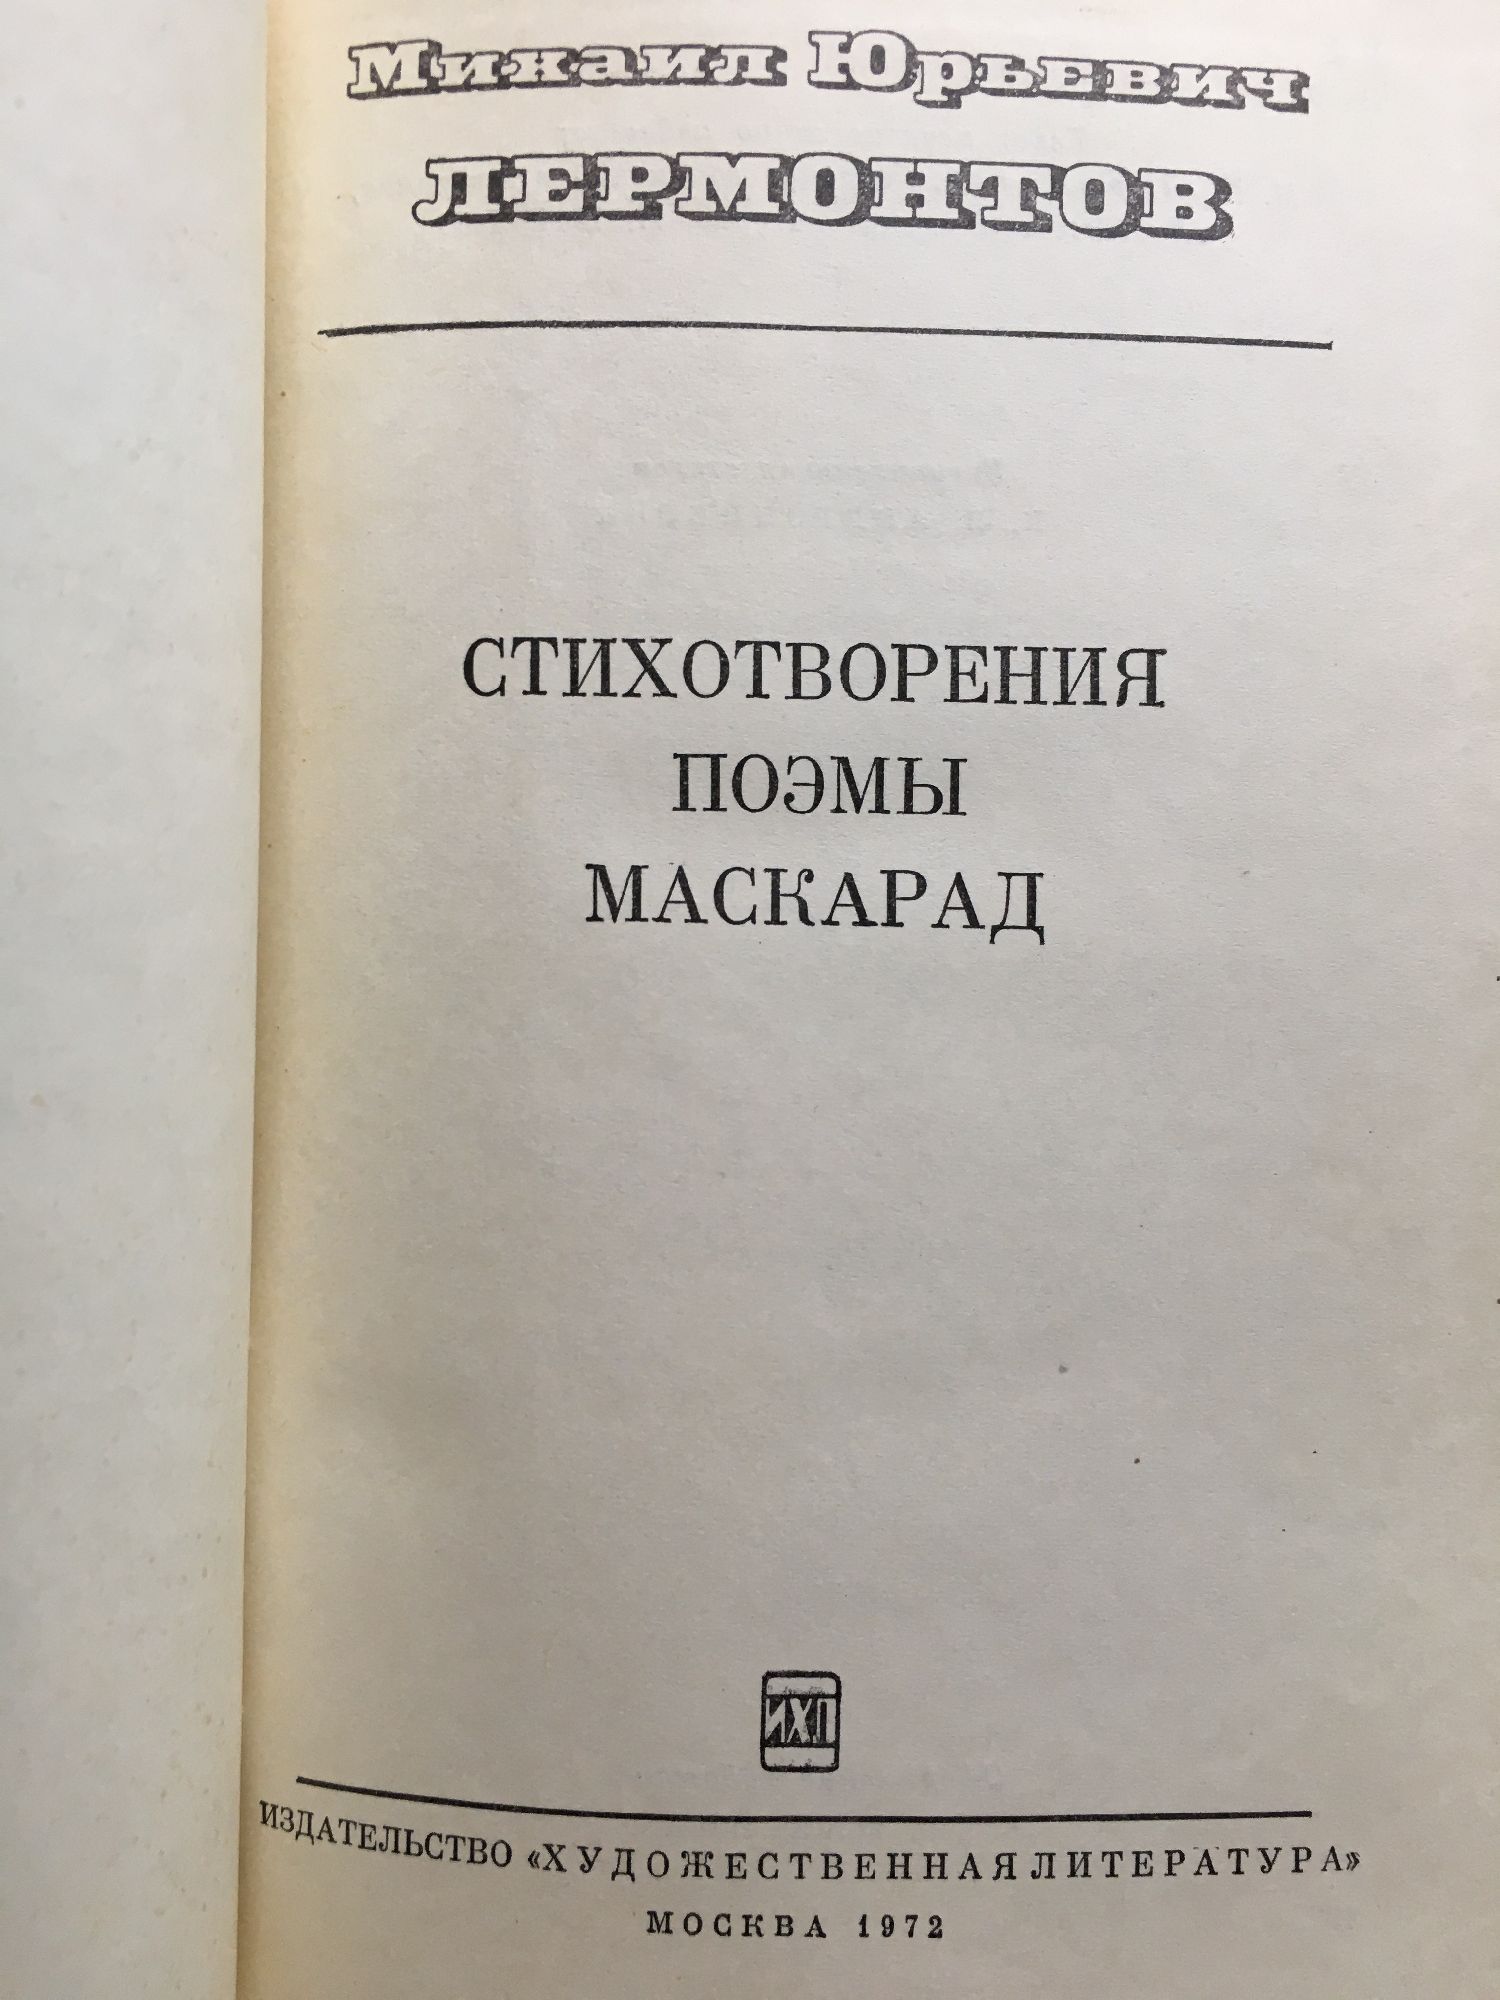 Михаил Юрьевич
ЛЕРМОНТОВ
СТИХОТВОРЕНИЯ
ПОЭМЫ
МАСКАРАД
ИХЛ
ИЗДАТЕЛЬСТВО «ХУДОЖЕСТВЕННАЯ ЛИТЕРАТУРА»
МОСКВА 1972